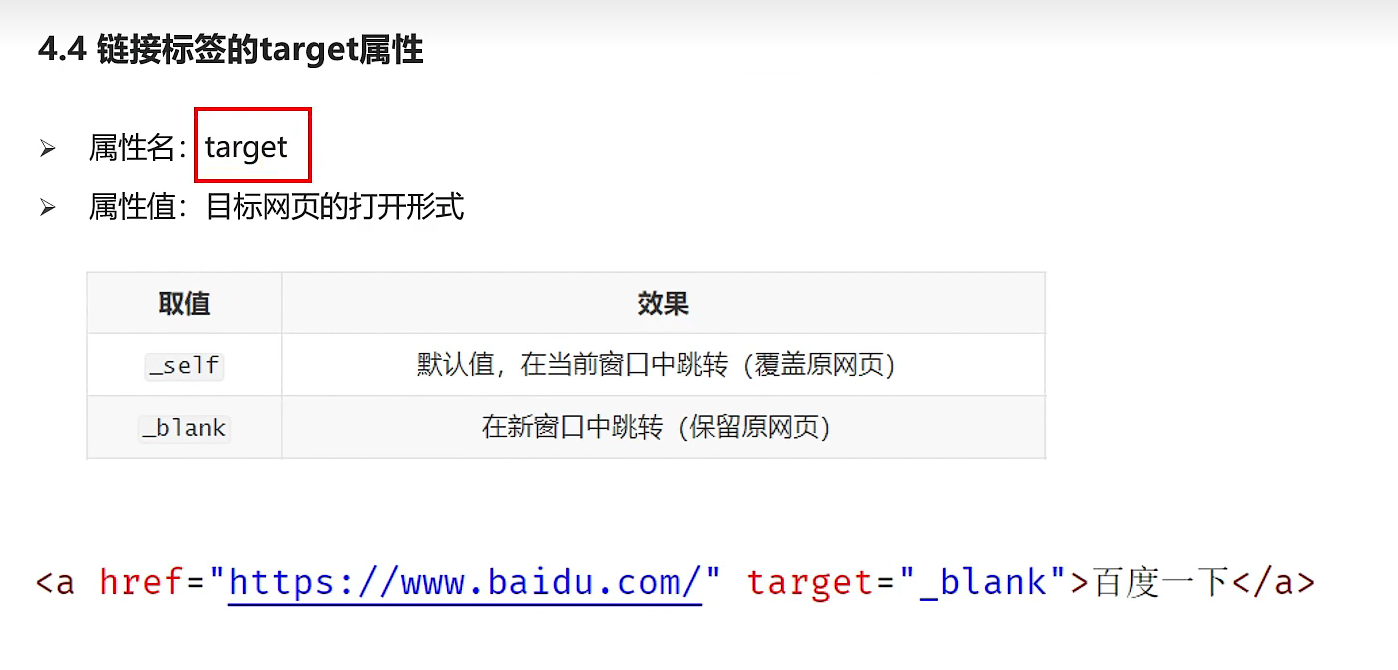 4.4 链接标签的target属性
➢ 属性名：target
➢ 属性值：目标网页的打开形式
取值 效果
_self 默认值，在当前窗口中跳转（覆盖原网页）
_blank 在新窗口中跳转（保留原网页）
<a href="https://www.baidu.com/" target="_blank">百度一下</a>